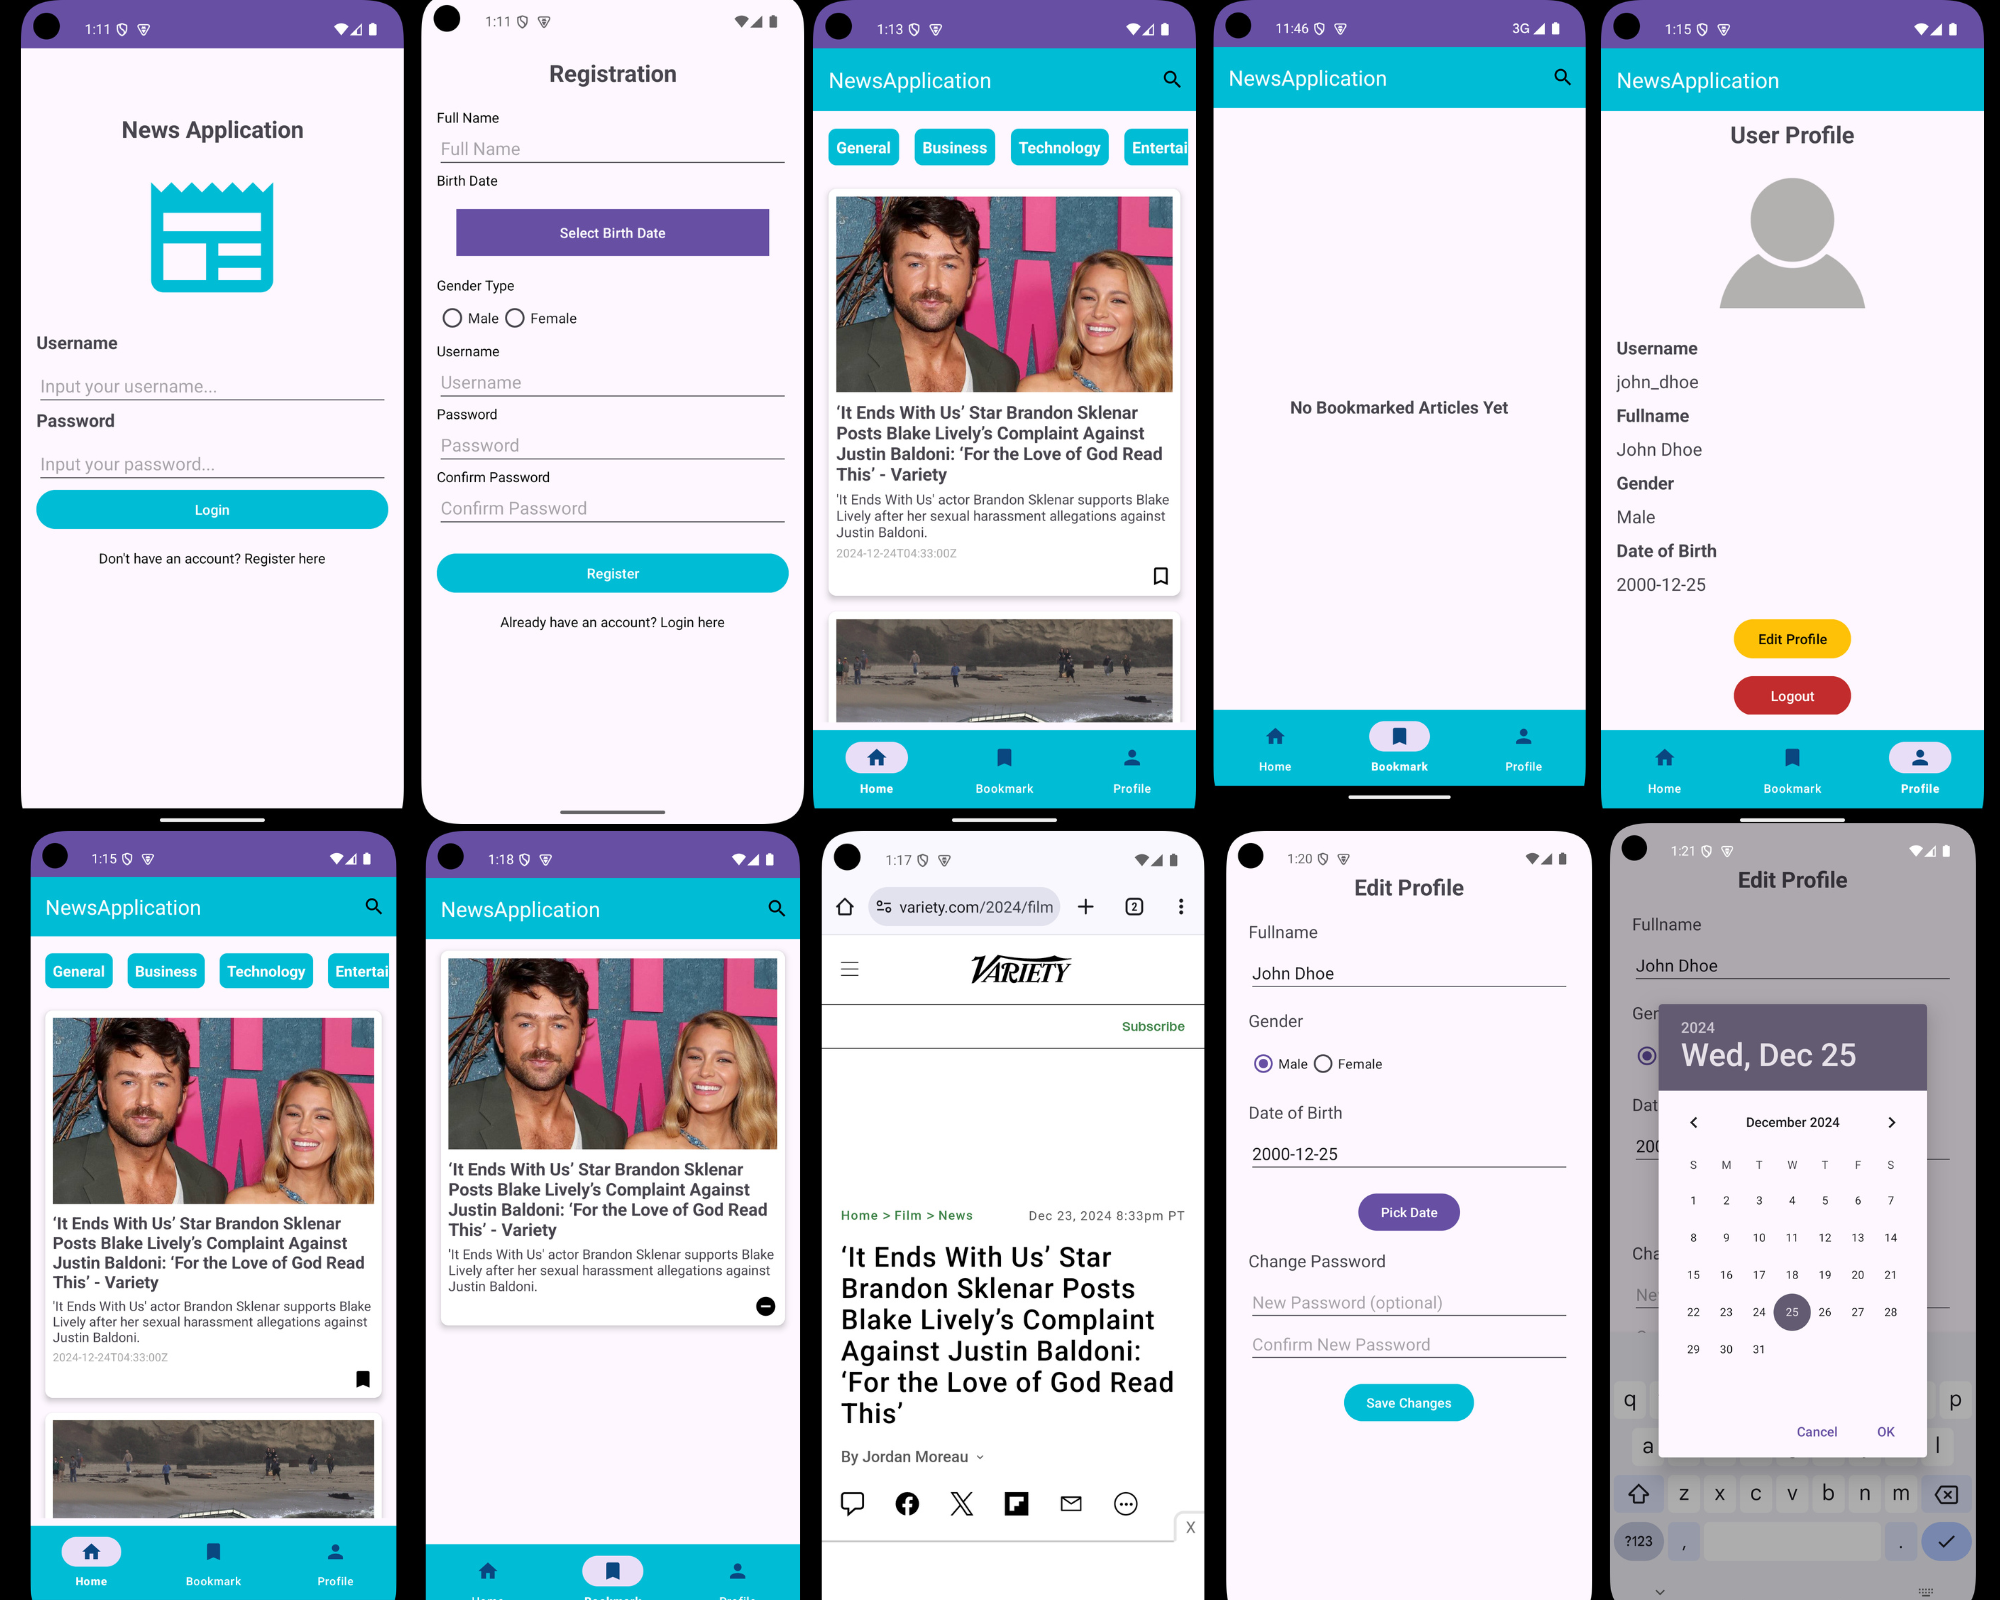 1:11
News Application
Username
Input your username...
Password
Input your password...
Login
Don't have an account? Register here
1:11
Registration
Full Name
Full Name
Birth Date
Select Birth Date
Gender Type
Male Female
Username
Username
Password
Password
Confirm Password
Confirm Password
Register
Already have an account? Login here
1:13
NewsApplication
General Business Technology Entertai
‘It Ends With Us’ Star Brandon Sklenar
Posts Blake Lively’s Complaint Against
Justin Baldoni: ‘For the Love of God Read
This’ - Variety
'It Ends With Us' actor Brandon Sklenar supports Blake
Lively after her sexual harassment allegations against
Justin Baldoni.
2024-12-24T04:33:00Z
Home Bookmark Profile
11:46 3G
NewsApplication
No Bookmarked Articles Yet
Home Bookmark Profile
1:15
NewsApplication
User Profile
Username
john_dhoe
Fullname
John Dhoe
Gender
Male
Date of Birth
2000-12-25
Edit Profile
Logout
Home Bookmark Profile
1:15
NewsApplication
General Business Technology Entertai
‘It Ends With Us’ Star Brandon Sklenar
Posts Blake Lively’s Complaint Against
Justin Baldoni: ‘For the Love of God Read
This’ - Variety
'It Ends With Us' actor Brandon Sklenar supports Blake
Lively after her sexual harassment allegations against
Justin Baldoni.
2024-12-24T04:33:00Z
Home Bookmark Profile
1:18
NewsApplication
‘It Ends With Us’ Star Brandon Sklenar
Posts Blake Lively’s Complaint Against
Justin Baldoni: ‘For the Love of God Read
This’ - Variety
'It Ends With Us' actor Brandon Sklenar supports Blake
Lively after her sexual harassment allegations against
Justin Baldoni.
Home Bookmark Profile
1:17
variety.com/2024/film 2
VARIETY
Subscribe
Home > Film > News Dec 23, 2024 8:33pm PT
‘It Ends With Us’ Star
Brandon Sklenar Posts
Blake Lively’s Complaint
Against Justin Baldoni:
‘For the Love of God Read
This’
By Jordan Moreau
X
1:20
Edit Profile
Fullname
John Dhoe
Gender
Male Female
Date of Birth
2000-12-25
Pick Date
Change Password
New Password (optional)
Confirm New Password
Save Changes
1:21
Edit Profile
Fullname
John Dhoe
Ger
Dat
200
Cha
Ne
2024
Wed, Dec 25
December 2024
S M T W T F S
1 2 3 4 5 6 7
8 9 10 11 12 13 14
15 16 17 18 19 20 21
22 23 24 25 26 27 28
29 30 31
Cancel OK
q p
a l
z x c v b n m
?123 , .